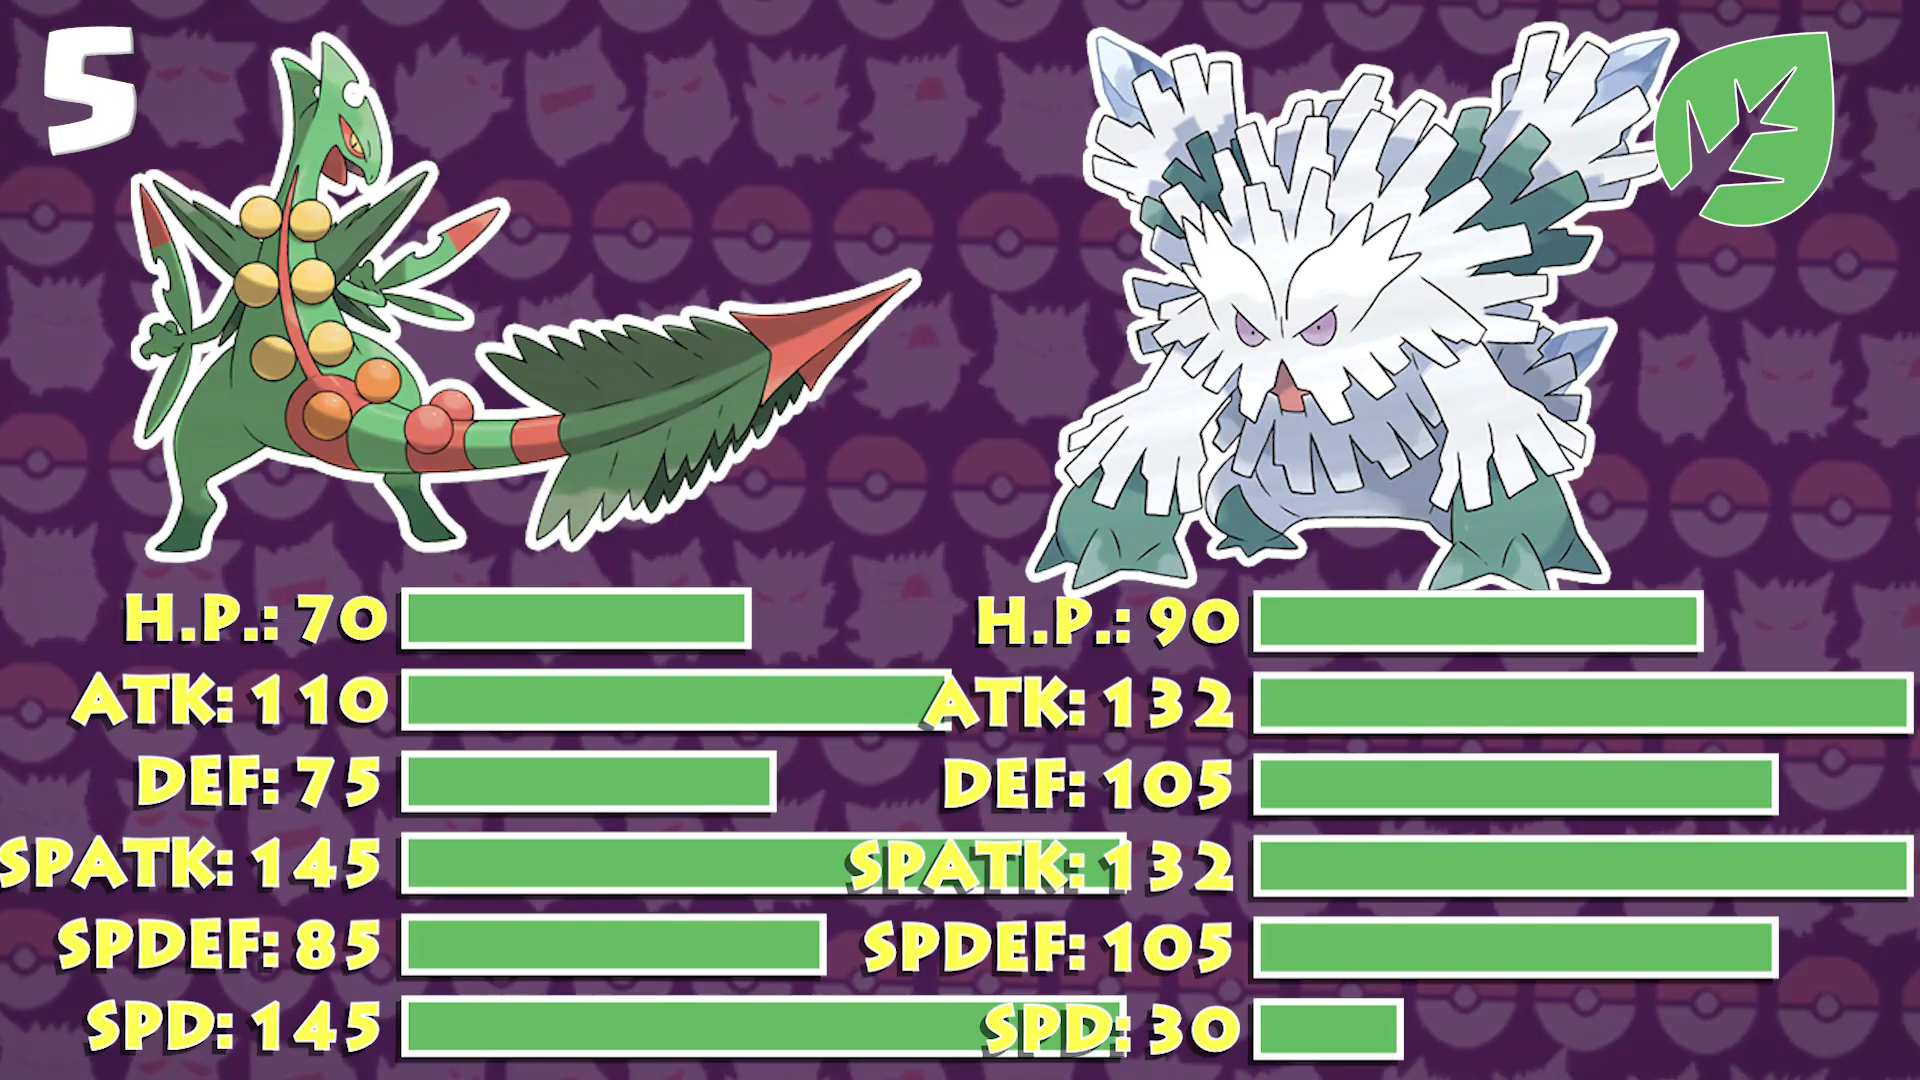 5
H.P.: 70
ATK: 110
DEF: 75
SPATK: 145
SPDEF: 85
SPD: 145
H.P.: 90
ATK: 132
DEF: 105
SPATK: 132
SPDEF: 105
SPD: 30